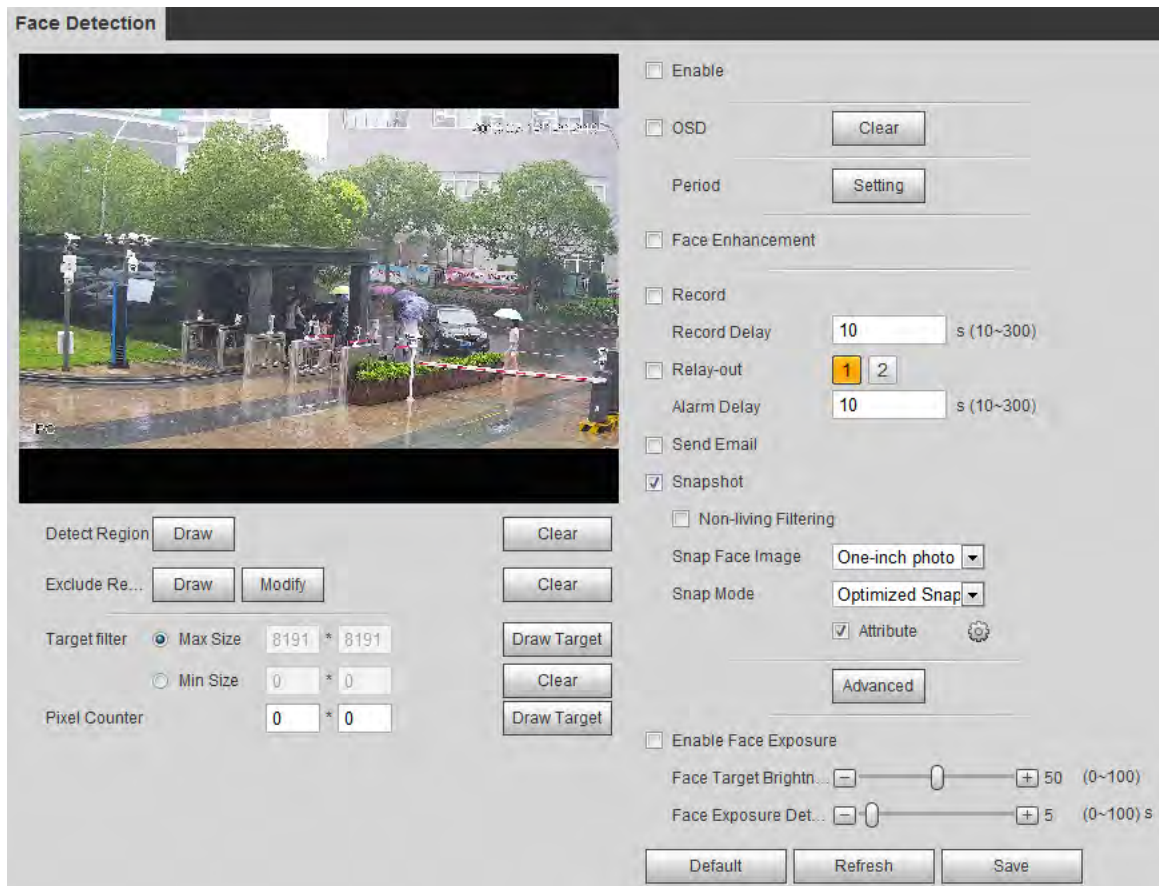 Face Detection
Enable
OSD Clear
Period Setting
Face Enhancement
Record
Record Delay 10 s (10~300)
Relay-out 1 2
Alarm Delay 10 s (10~300)
Send Email
Snapshot
Non-living Filtering
Snap Face Image One-inch photo
Snap Mode Optimized Snap
Attribute
Advanced
Enable Face Exposure
Face Target Brightn... 50 (0~100)
Face Exposure Det... 5 (0~100) s
Default Refresh Save
IPC
Detect Region Draw Clear
Exclude Re... Draw Modify Clear
Target filter Max Size 8191 * 8191 Draw Target
Min Size 0 * 0 Clear
Pixel Counter 0 * 0 Draw Target